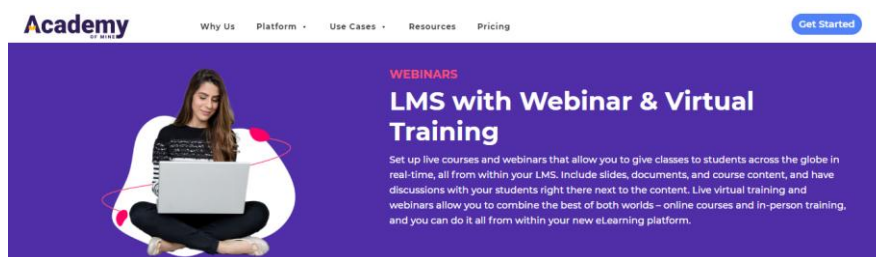 Academy
OF MINE
Why Us Platform Use Cases Resources Pricing
Get Started
WEBINARS
LMS with Webinar & Virtual
Training
Set up live courses and webinars that allow you to give classes to students across the globe in
real-time, all from within your LMS. Include slides, documents, and course content, and have
discussions with your students right there next to the content. Live virtual training and
webinars allow you to combine the best of both worlds – online courses and in-person training,
and you can do it all from within your new eLearning platform.